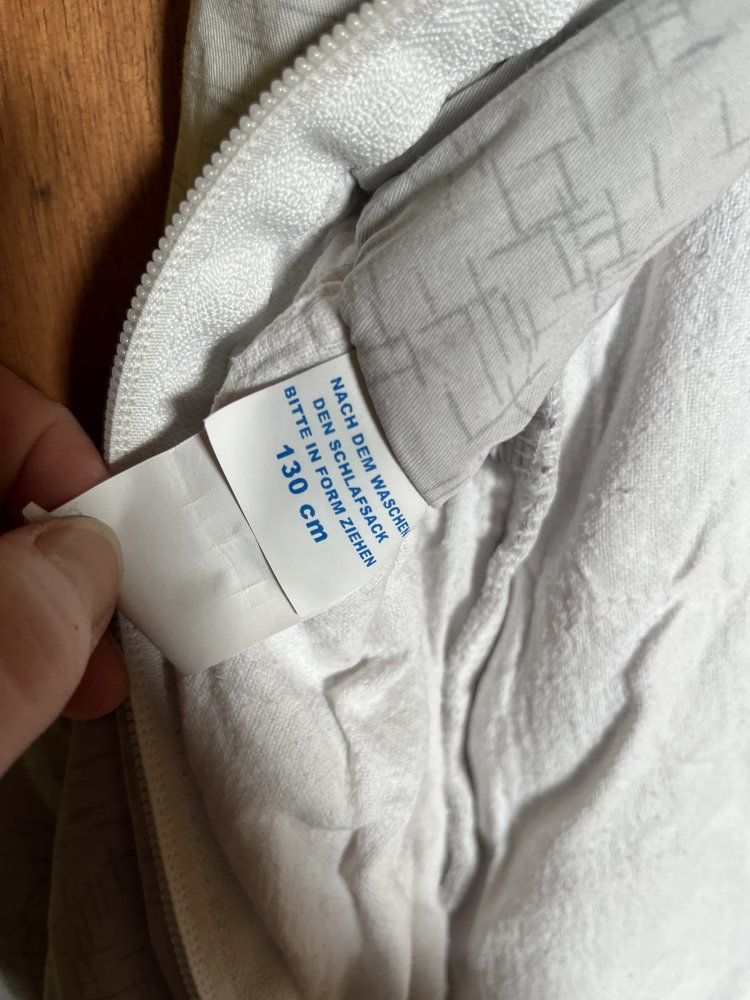 NACH DEM WASCHEN
DEN SCHLAFSACK
BITTE IN FORM ZIEHEN
130 cm